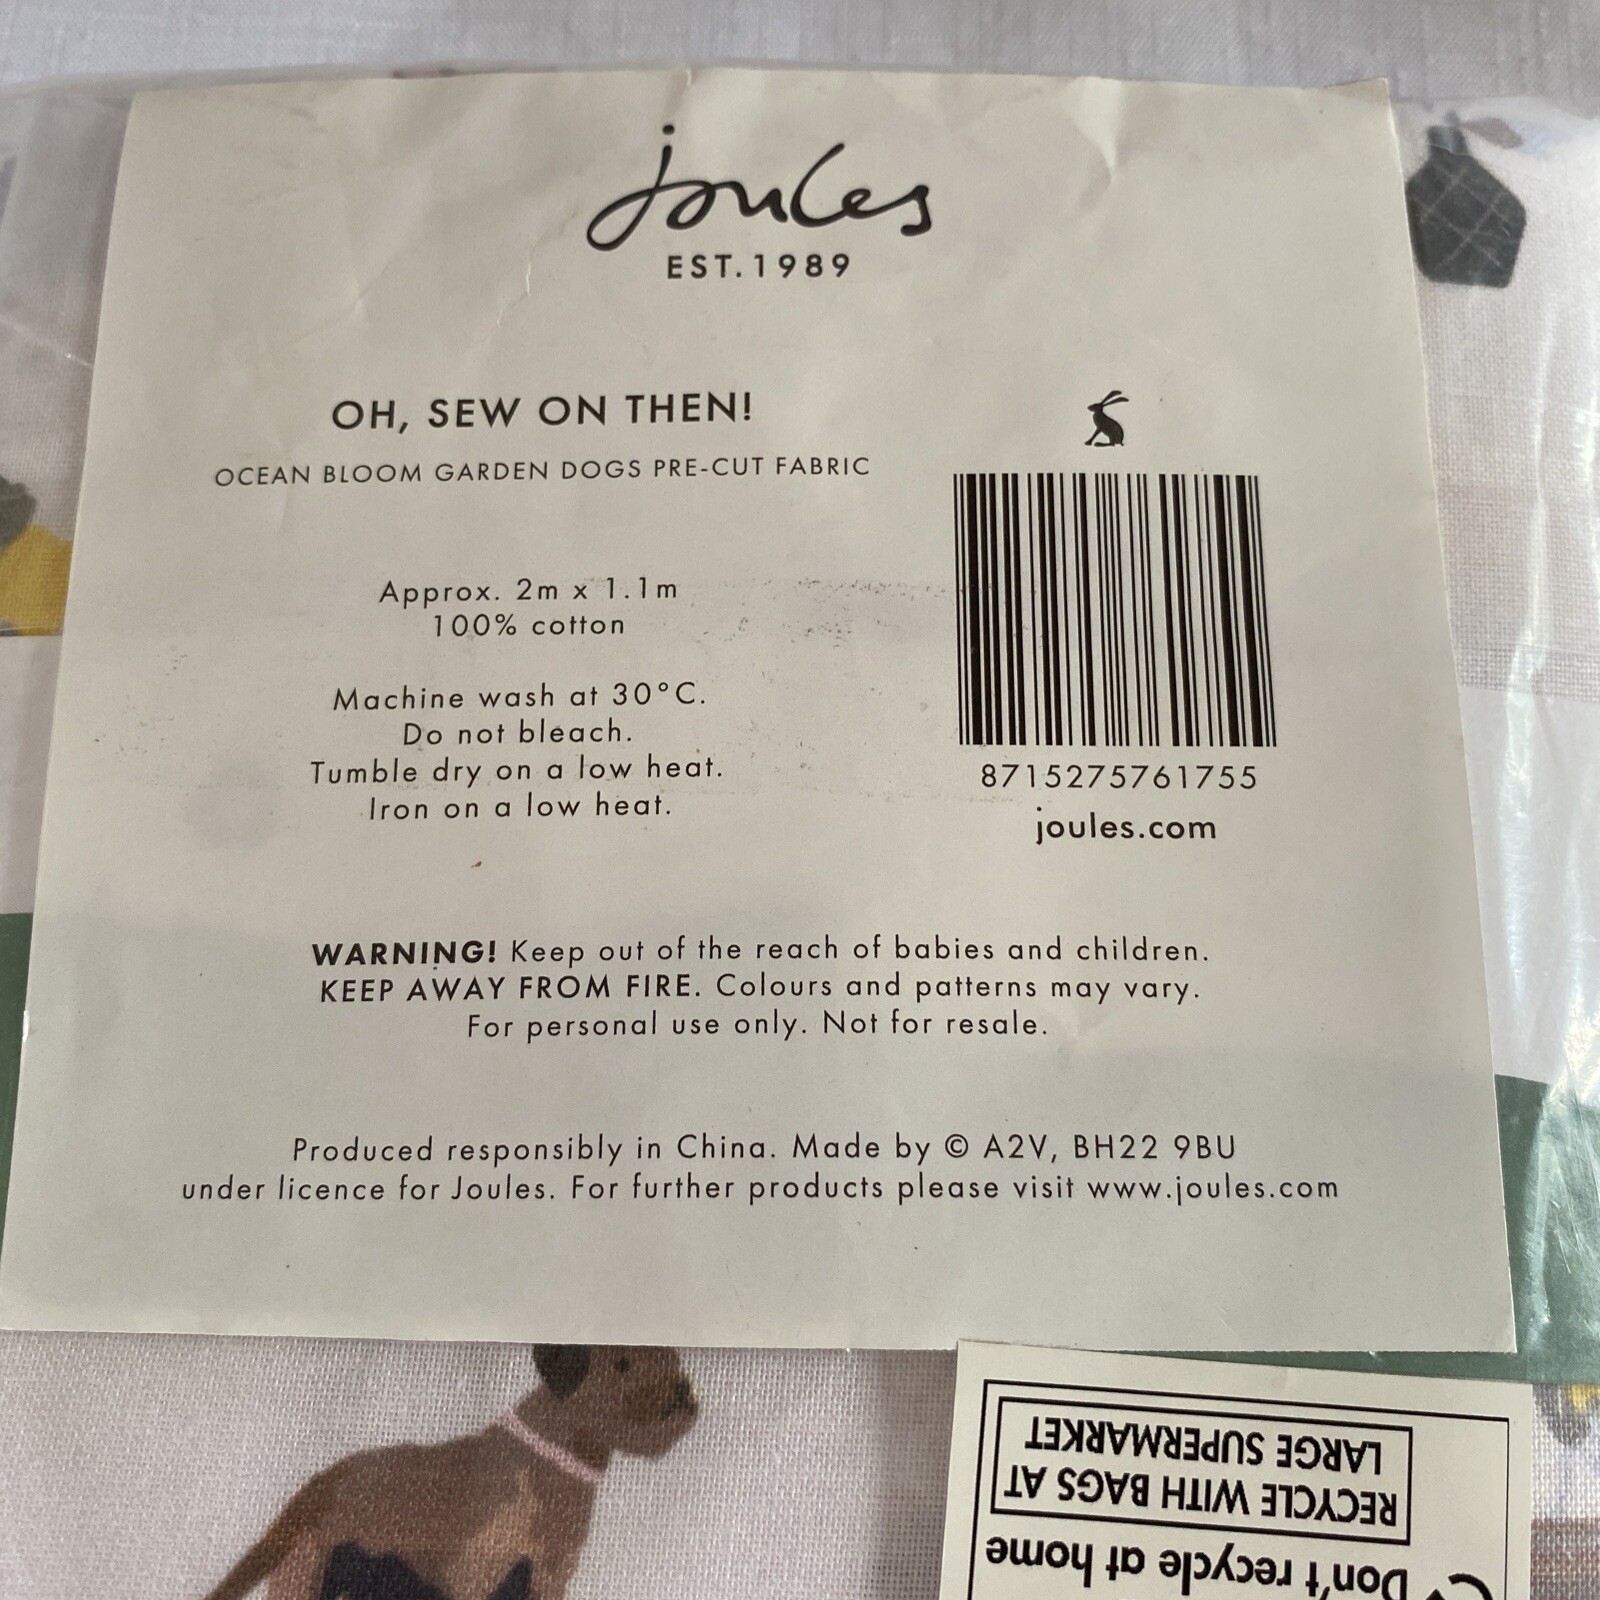 joules
EST. 1989
OH, SEW ON THEN!
OCEAN BLOOM GARDEN DOGS PRE-CUT FABRIC
Approx. 2m x 1.1m
100% cotton
Machine wash at 30°C.
Do not bleach.
Tumble dry on a low heat.
Iron on a low heat.
8715275761755
joules.com
WARNING! Keep out of the reach of babies and children.
KEEP AWAY FROM FIRE. Colours and patterns may vary.
For personal use only. Not for resale.
Produced responsibly in China. Made by © A2V, BH22 9BU
under licence for Joules. For further products please visit www.joules.com
Don't recycle at home
RECYCLE WITH BAGS AT
LARGE SUPERMARKET